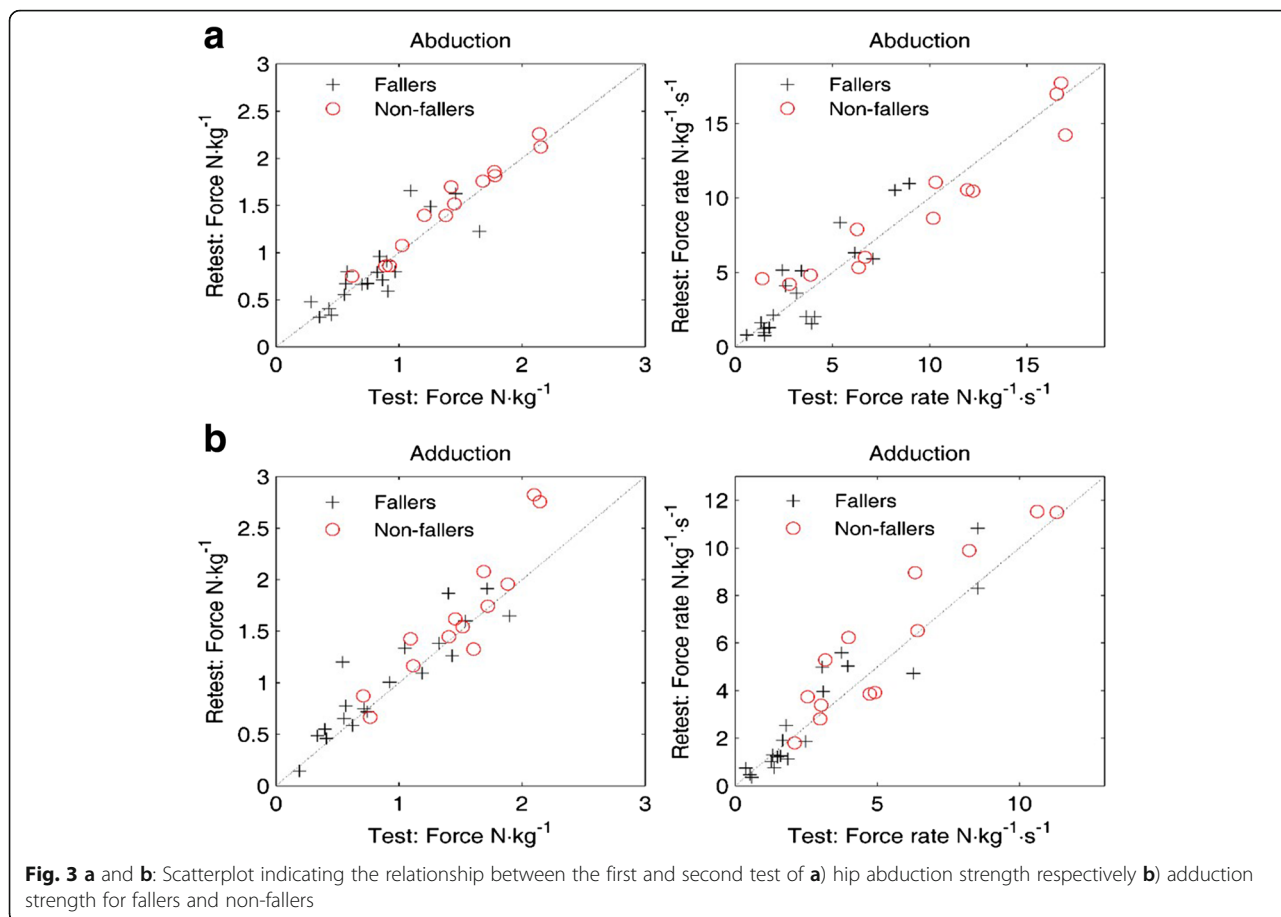 a
Abduction
3
2.5
2
1.5
1
0.5
0
Retest: Force N·kg-1
+ Fallers
○ Non-fallers
0 1 2 3
Test: Force N·kg-1
Abduction
15
10
5
0
Retest: Force rate N·kg-1·s-1
+ Fallers
○ Non-fallers
0 5 10 15
Test: Force rate N·kg-1·s-1
b
Adduction
3
2.5
2
1.5
1
0.5
0
Retest: Force N·kg-1
+ Fallers
○ Non-fallers
0 1 2 3
Test: Force N·kg-1
Adduction
12
10
8
6
4
2
0
Retest: Force rate N·kg-1·s-1
+ Fallers
○ Non-fallers
0 5 10
Test: Force rate N·kg-1·s-1
Fig. 3 a and b: Scatterplot indicating the relationship between the first and second test of a) hip abduction strength respectively b) adduction
strength for fallers and non-fallers